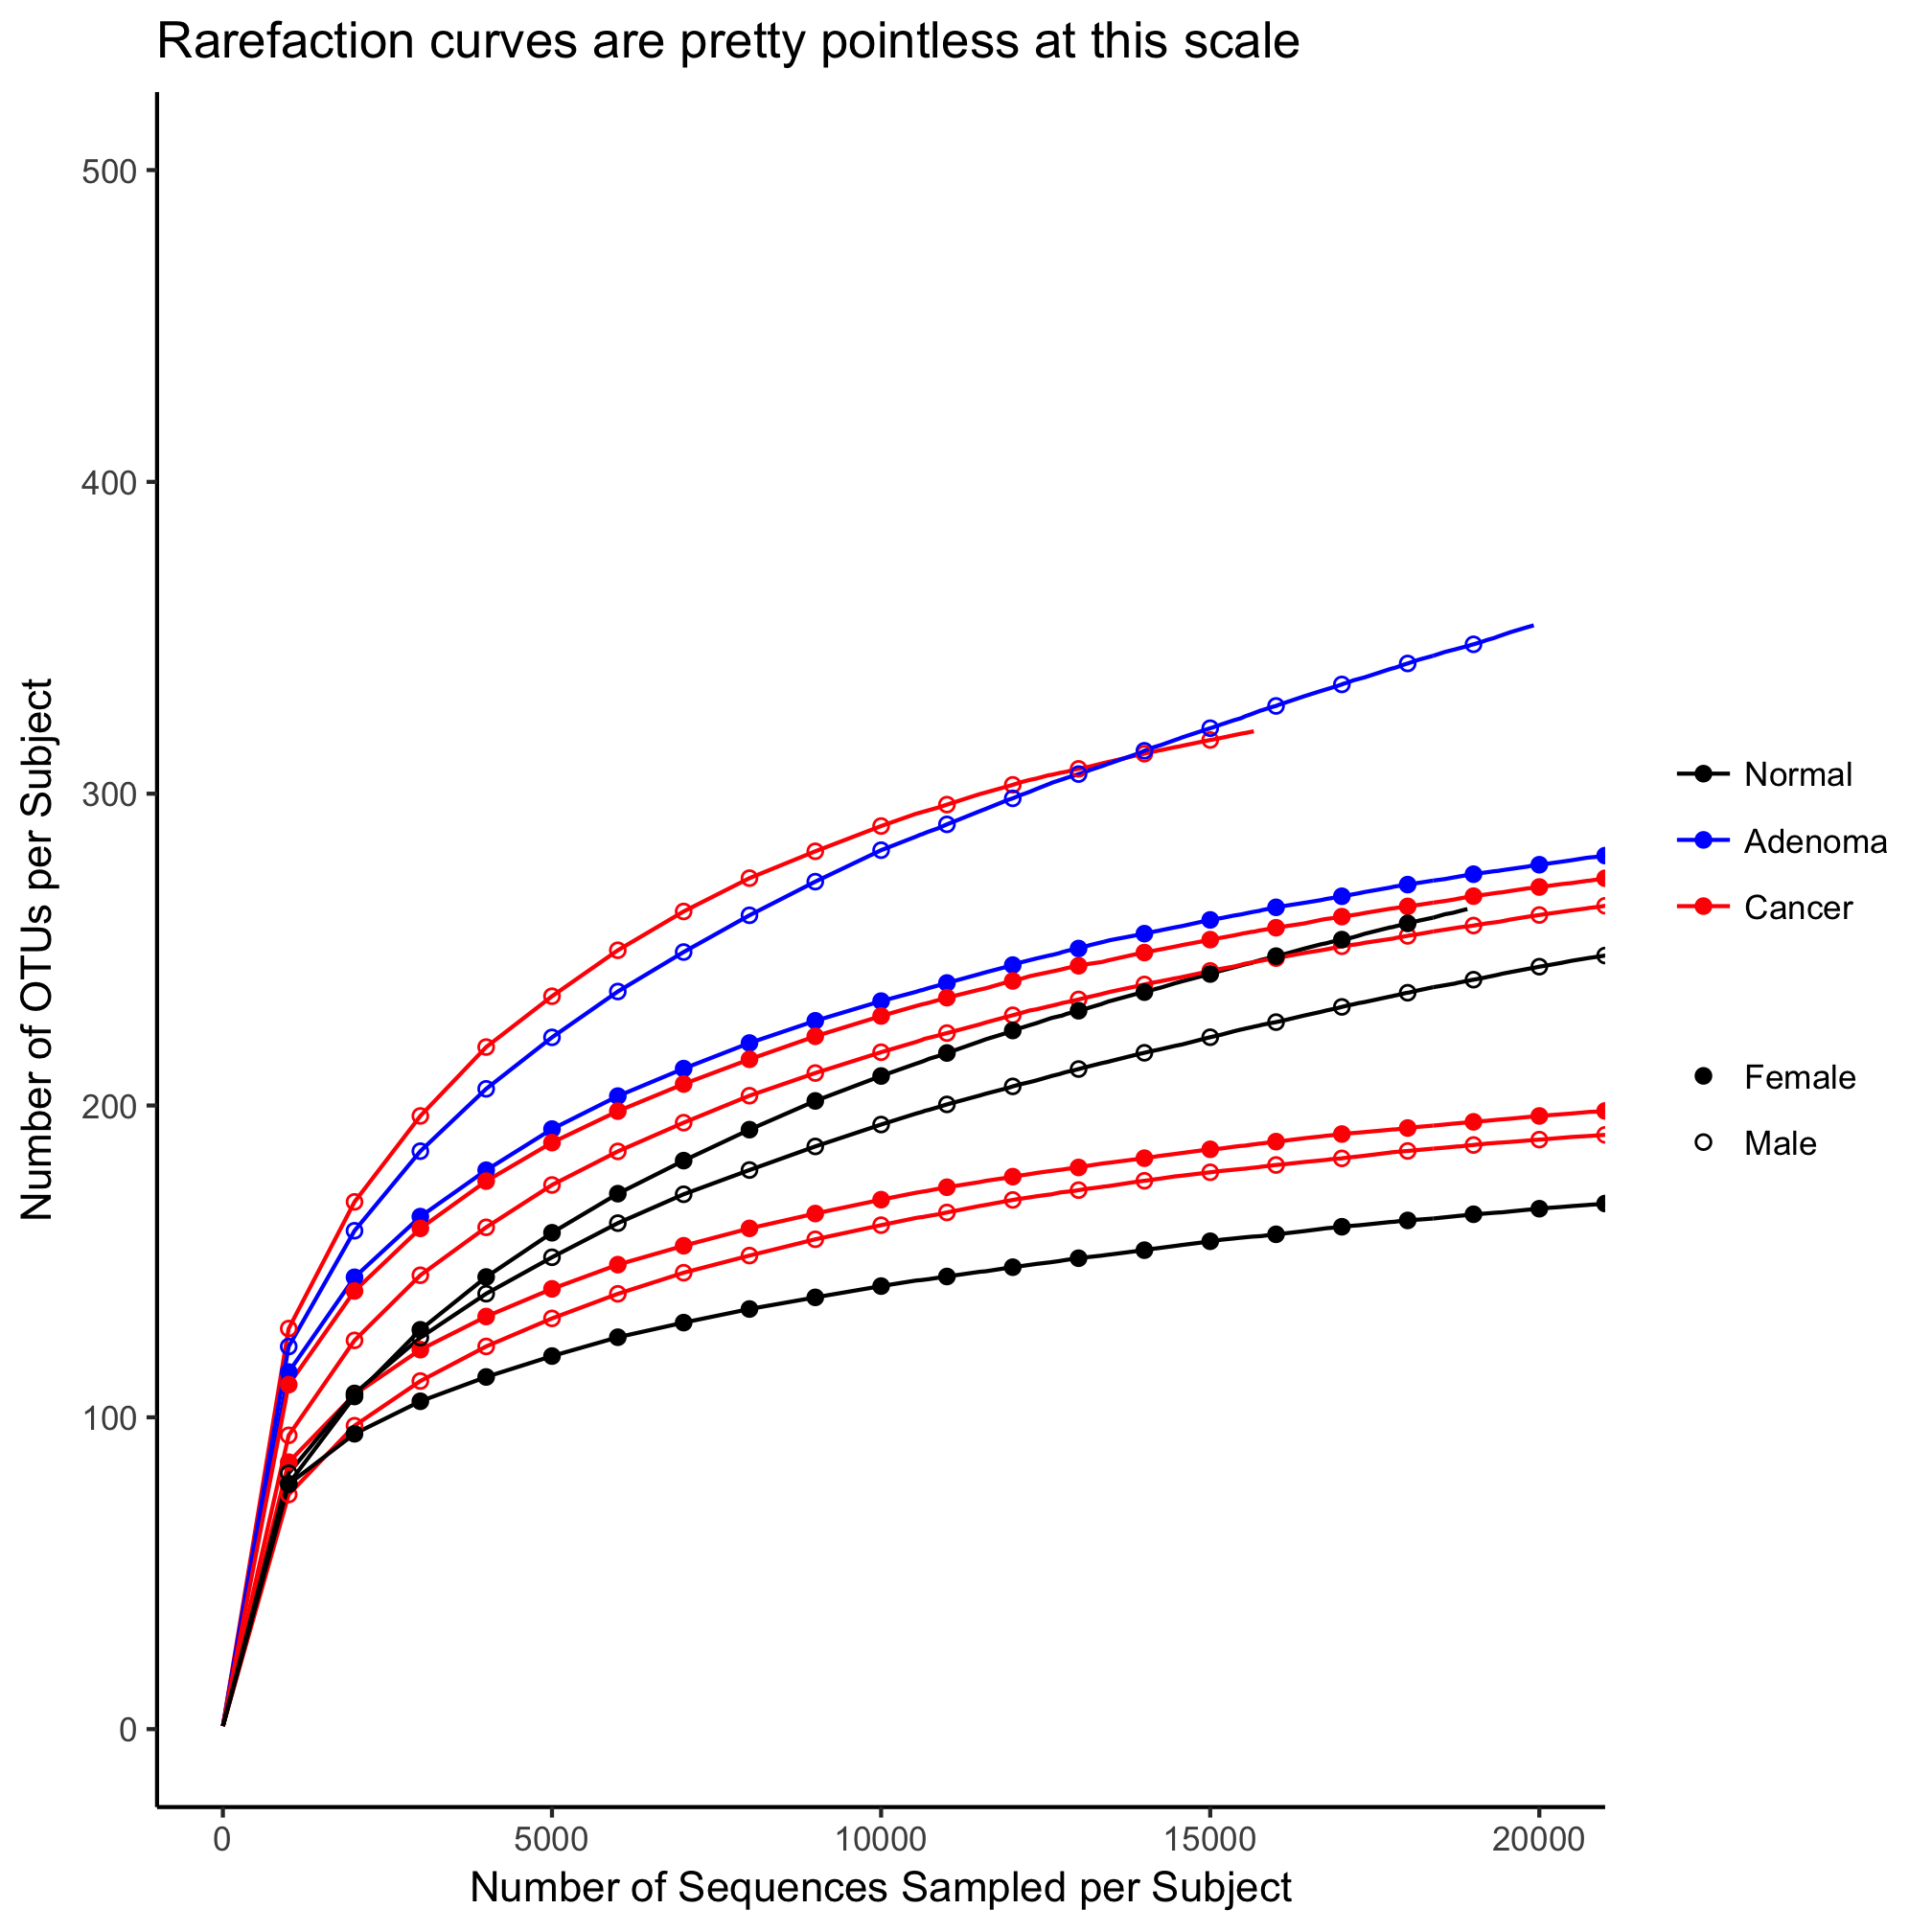 Rarefaction curves are pretty pointless at this scale
Number of OTUs per Subject
500
400
300
200
100
0
0 5000 10000 15000 20000
Number of Sequences Sampled per Subject
Normal
Adenoma
Cancer
Female
Male